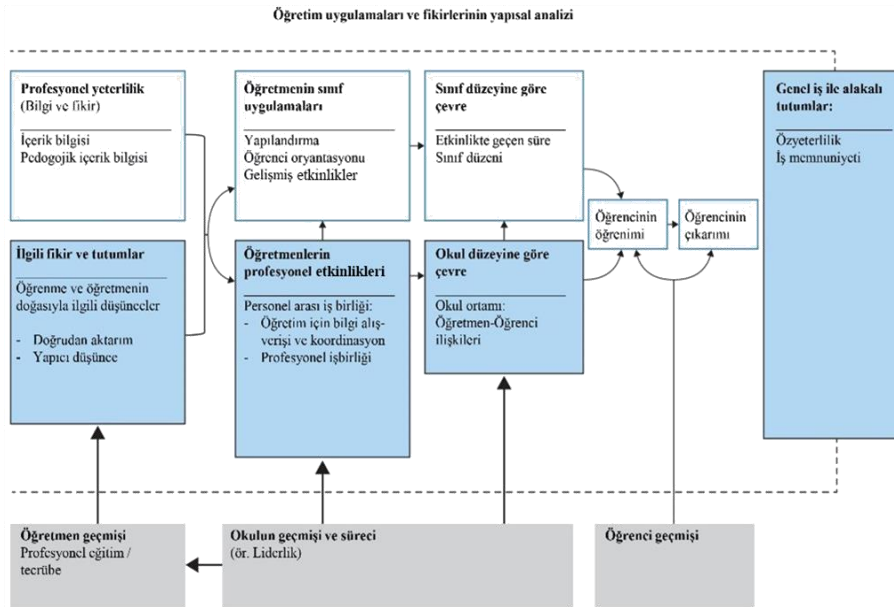 Öğretim uygulamaları ve fikirlerinin yapısal analizi
Profesyonel yeterlilik
(Bilgi ve fikir)
İçerik bilgisi
Pedogojik içerik bilgisi
Öğretmenin sınıf
uygulamaları
Yapılandırma
Öğrenci oryantasyonu
Gelişmiş etkinlikler
Sınıf düzeyine göre
çevre
Etkinlikte geçen süre
Sınıf düzeni
Genel iş ile alakalı
tutumlar:
Özyeterlilik
İş memnuniyeti
Öğrencinin
öğrenimi
Öğrencinin
çıkarımı
İlgili fikir ve tutumlar
Öğrenme ve öğretmenin
doğasıyla ilgili düşünceler
- Doğrudan aktarım
- Yapıcı düşünce
Öğretmenlerin
profesyonel etkinlikleri
Personel arası iş birliği:
- Öğretim için bilgi alış-
verişi ve koordinasyon
- Profesyonel işbirliği
Okul düzeyine göre
çevre
Okul ortamı:
Öğretmen-Öğrenci
ilişkileri
Öğretmen geçmişi
Profesyonel eğitim /
tecrübe
Okulun geçmişi ve süreci
(ör. Liderlik)
Öğrenci geçmişi